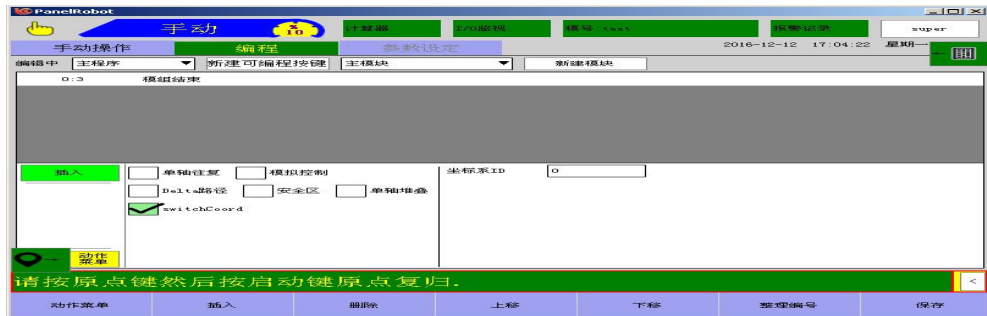 PanelRobot
手动 % 10 计算器 I/O监视 模号:test 报警记录 super
手动操作 编程 参数设定 2016-12-12 17:04:22 星期一
编辑中 主程序 新建可编程按键 主模块 新建模块
0:3 模组结束
插入 单轴往复 模拟控制 坐标系ID 0
Delta路径 安全区 单轴堆叠
switchCoord
动作
菜单
请按原点键然后按启动键原点复归.
动作菜单 插入 删除 上移 下移 整理编号 保存